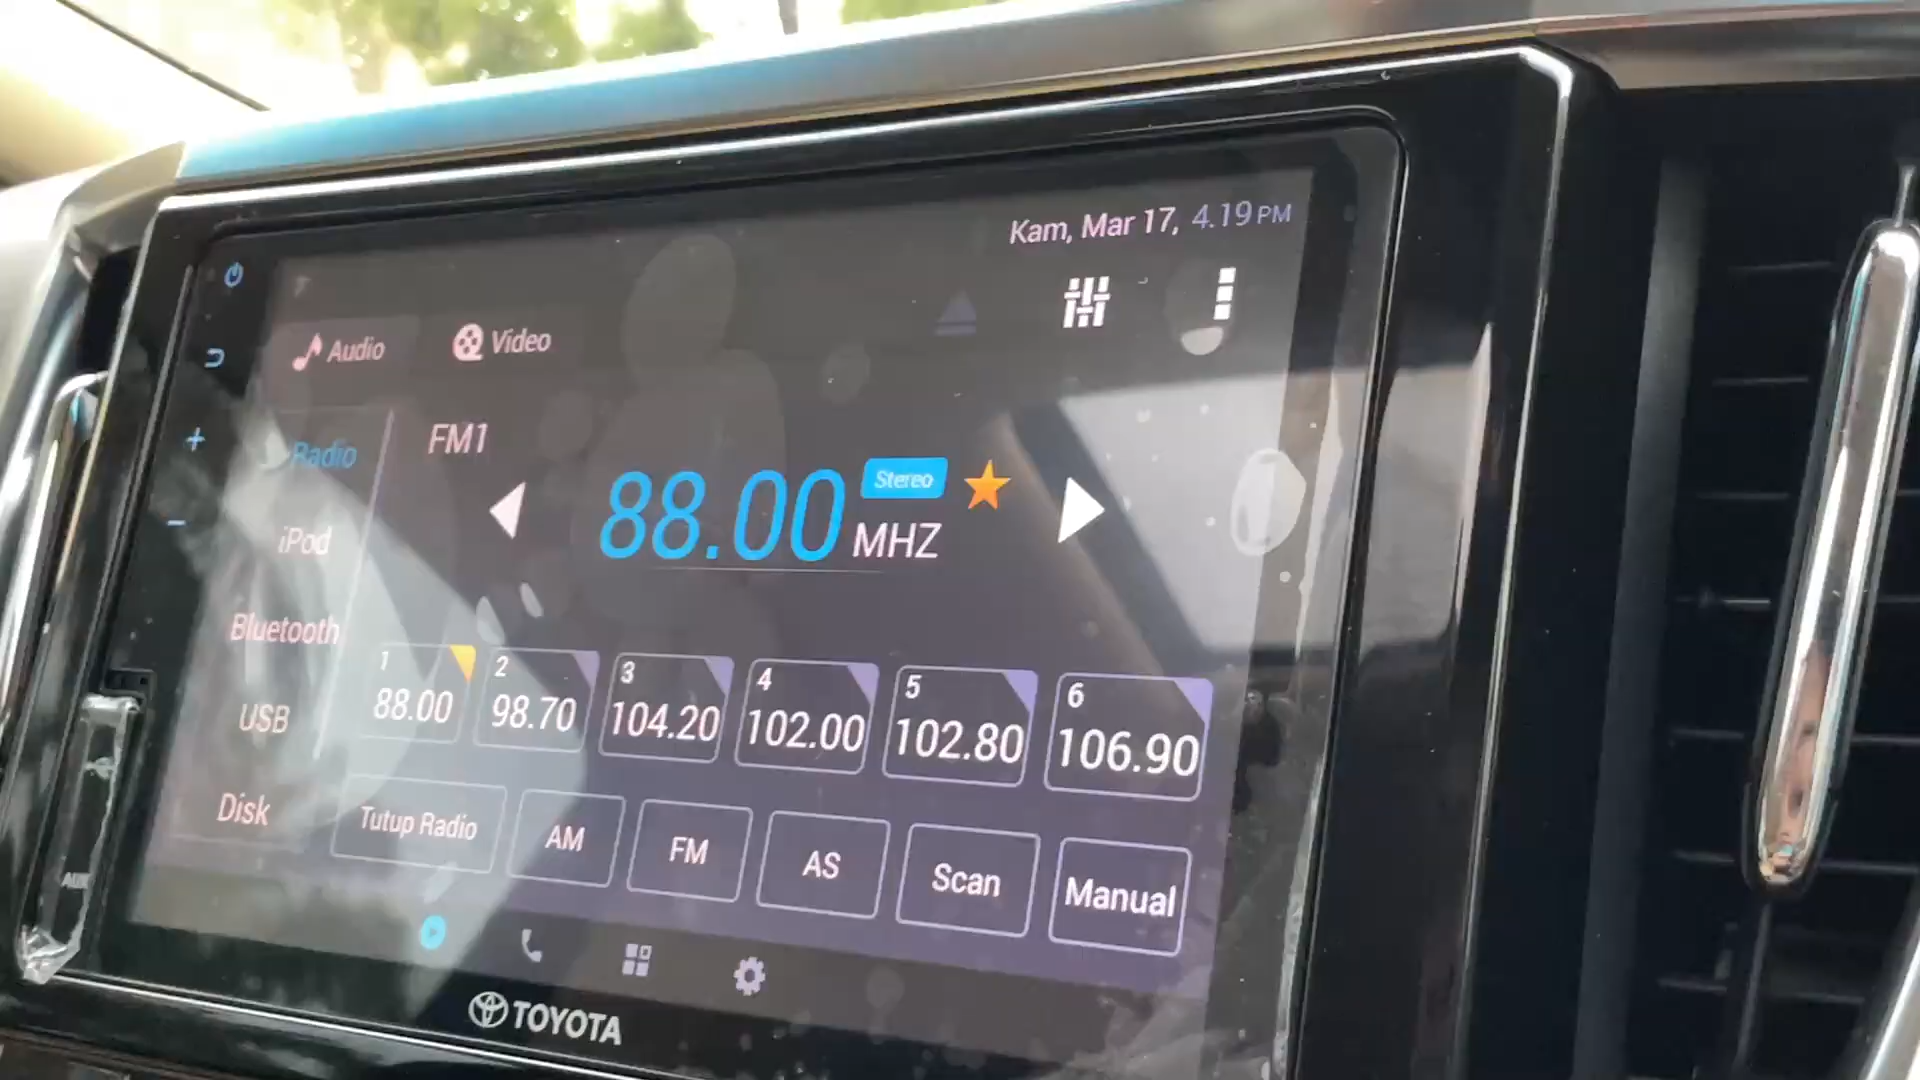 Kam, Mar 17, 4.19 PM
Audio
Video
Radio
iPod
Bluetooth
USB
Disk
FM1
88.00 MHZ
Stereo
1 88.00
2 98.70
3 104.20
4 102.00
5 102.80
6 106.90
Tutup Radio
AM
FM
AS
Scan
Manual
AUX
TOYOTA